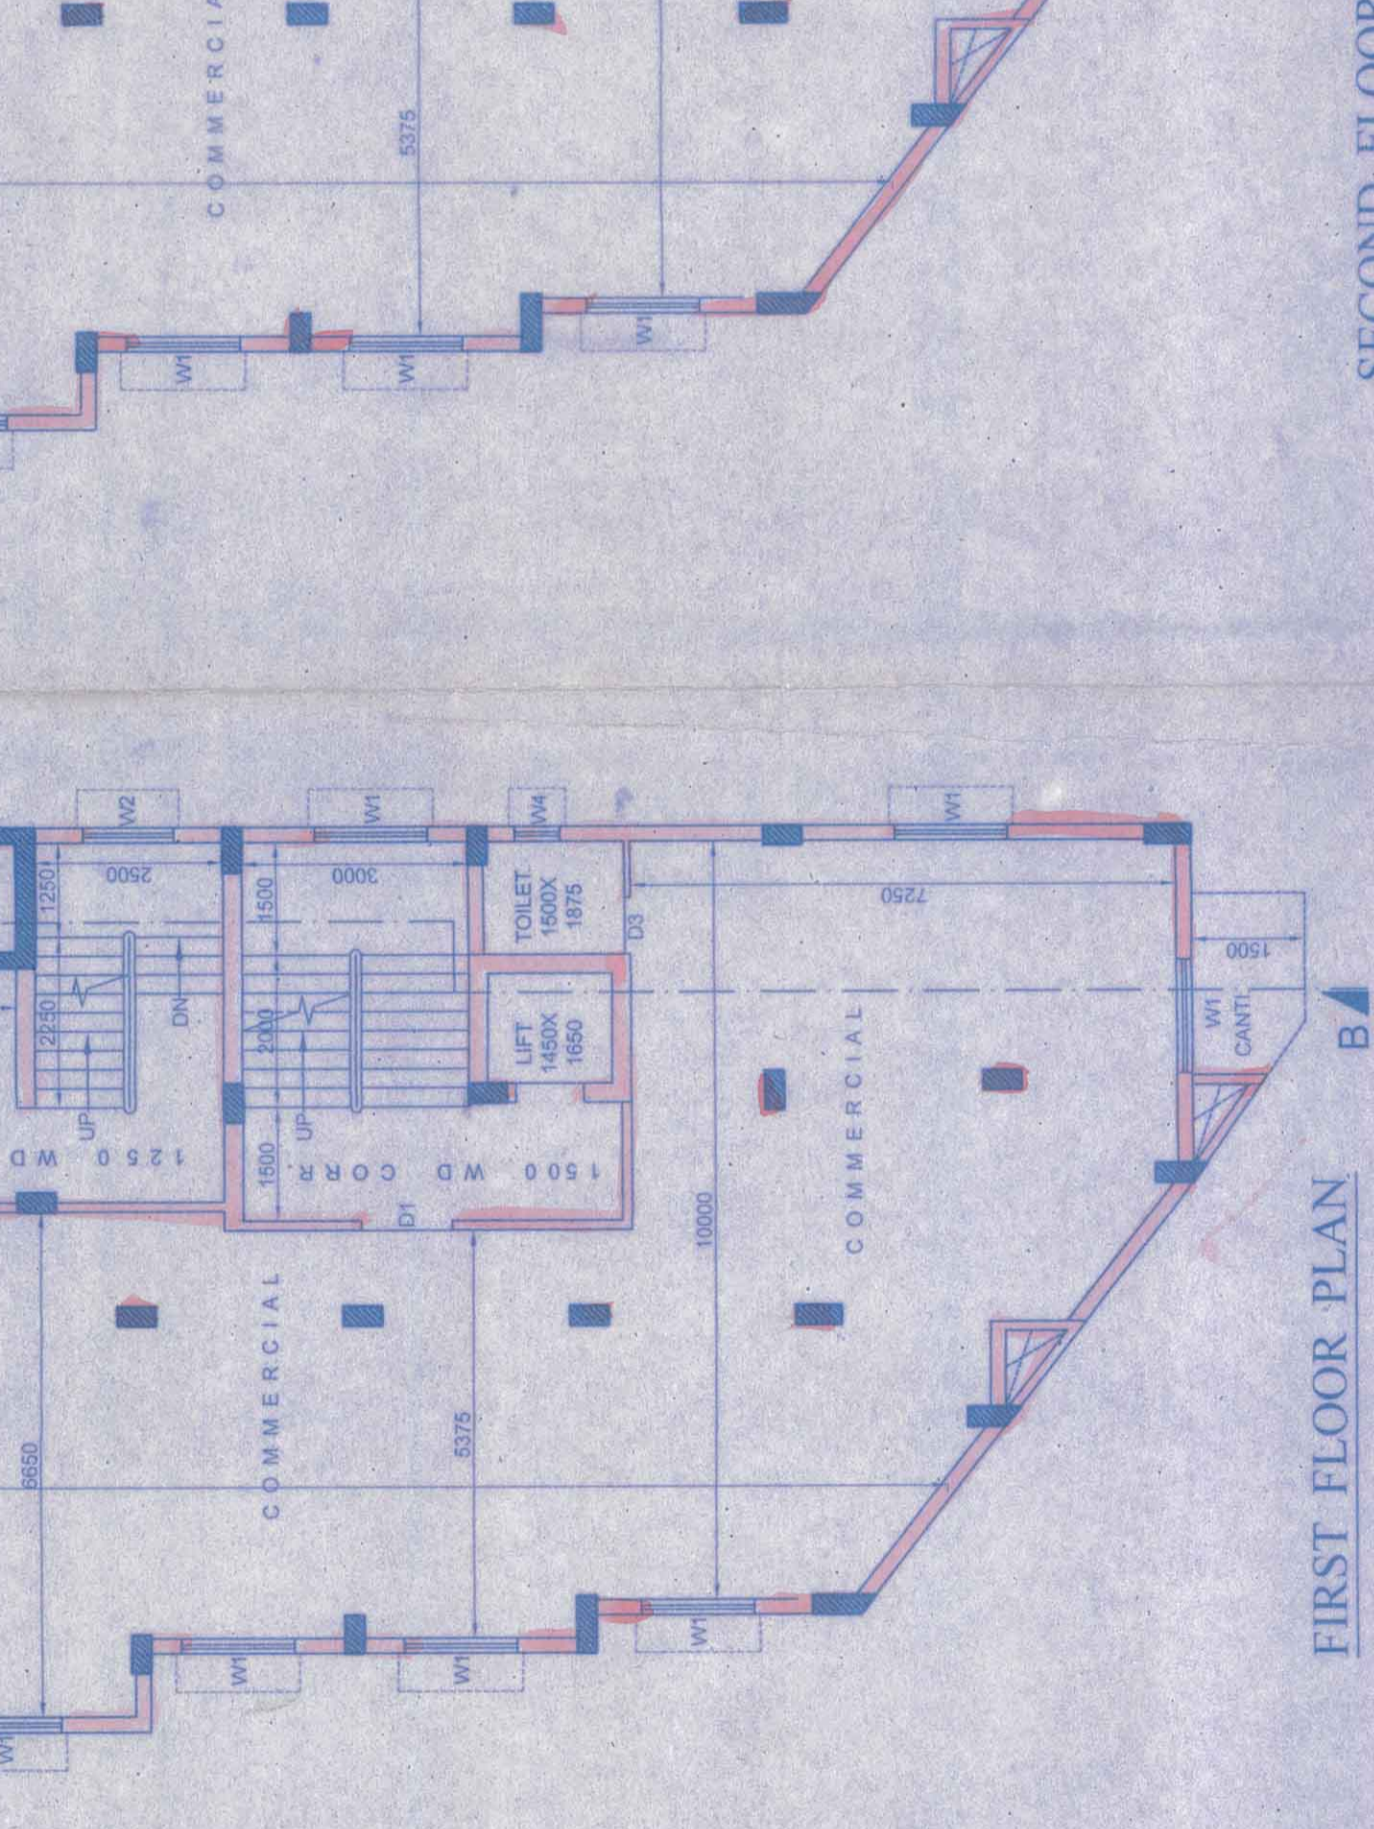 COMMERCIA
5375
W1
W1
W1
SECOND FLOOR
W2
W1
W4
W1
1250
2500
1500
3000
TOILET
1500X
1875
D3
7250
1500
2250
DN
2000
LIFT
1450X
1650
W1
CANTI.
B
UP
UP
1250 WD
1500
1500 WD CORR.
D1
COMMERCIAL
10000
COMMERCIAL
6650
5375
W1
W1
W1
W1
FIRST FLOOR PLAN